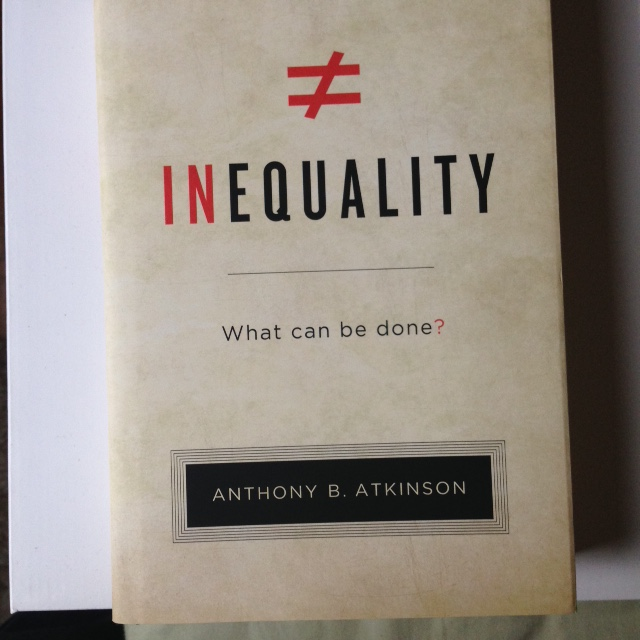 ≠
INEQUALITY
What can be done?
ANTHONY B. ATKINSON